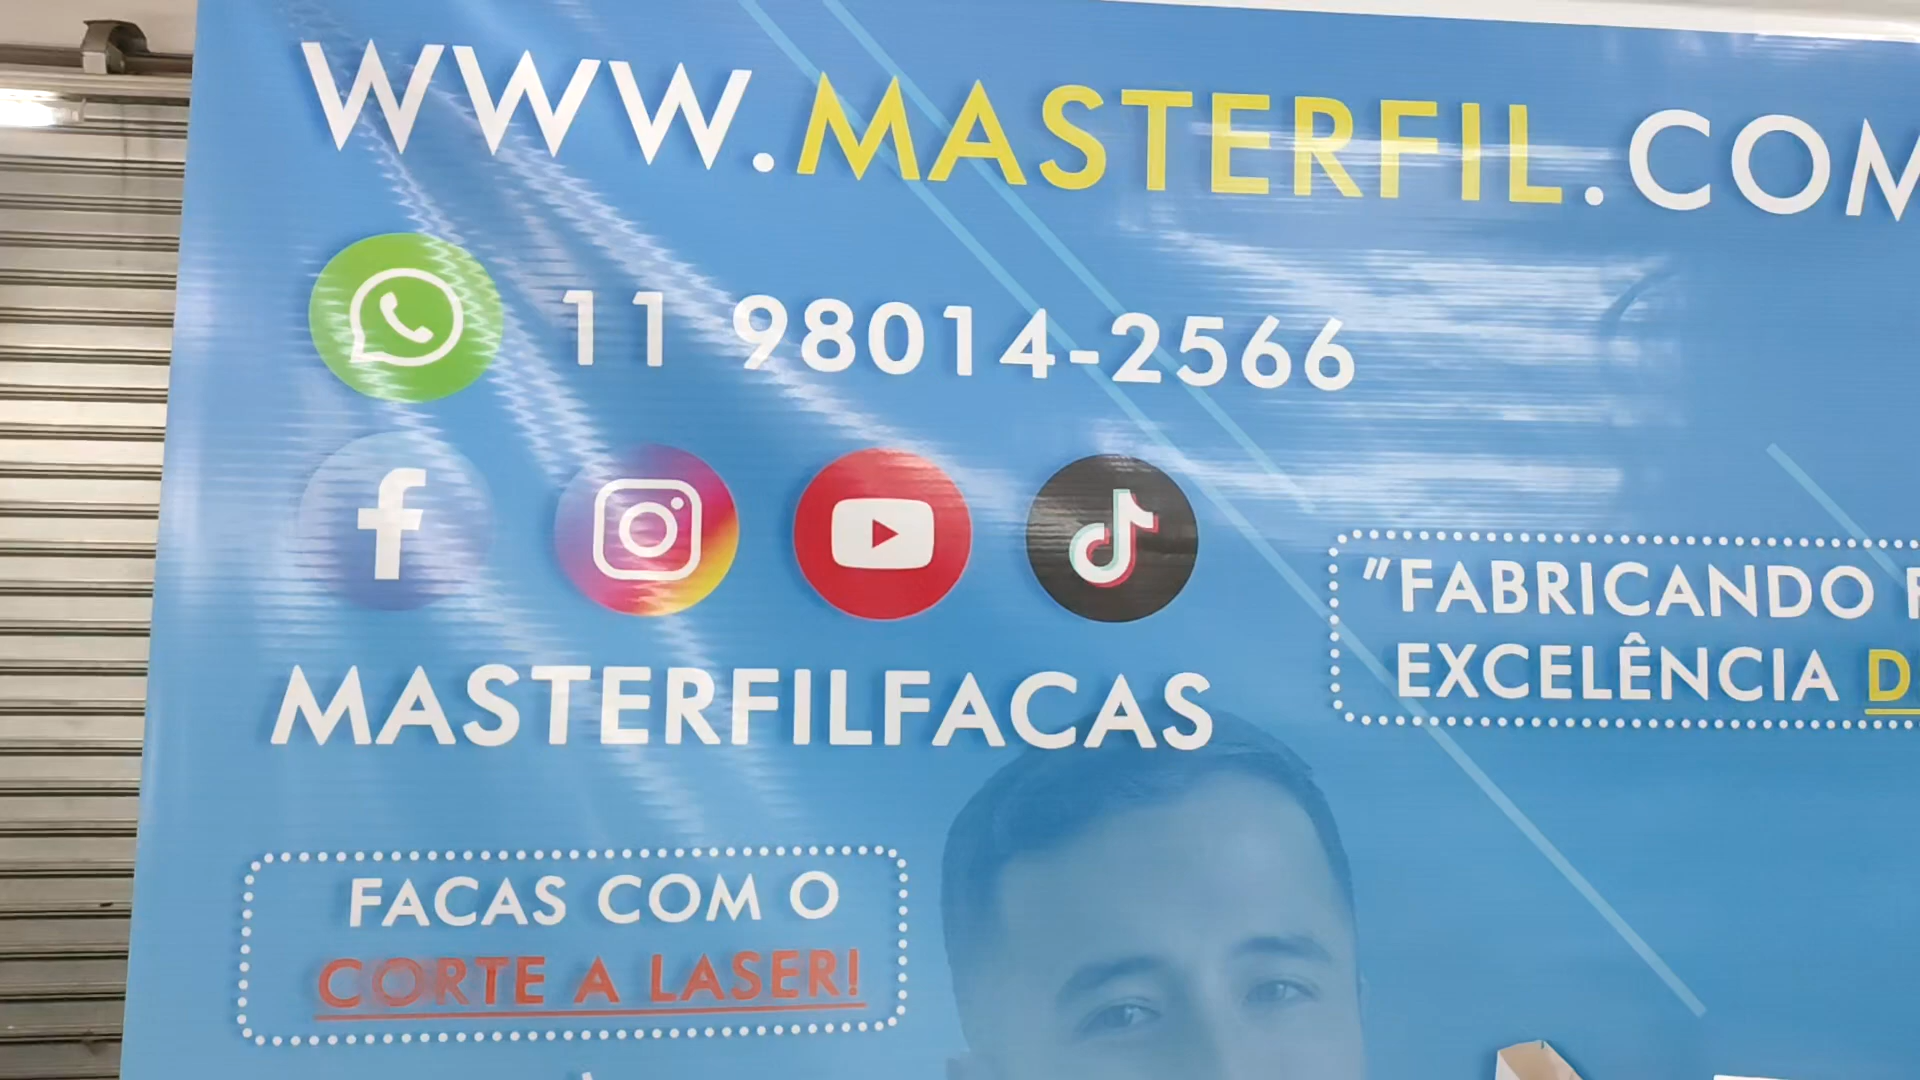 WWW.MASTERFIL.COM
11 98014-2566
MASTERFILFACAS
"FABRICANDO
EXCELÊNCIA
FACAS COM O
CORTE A LASER!